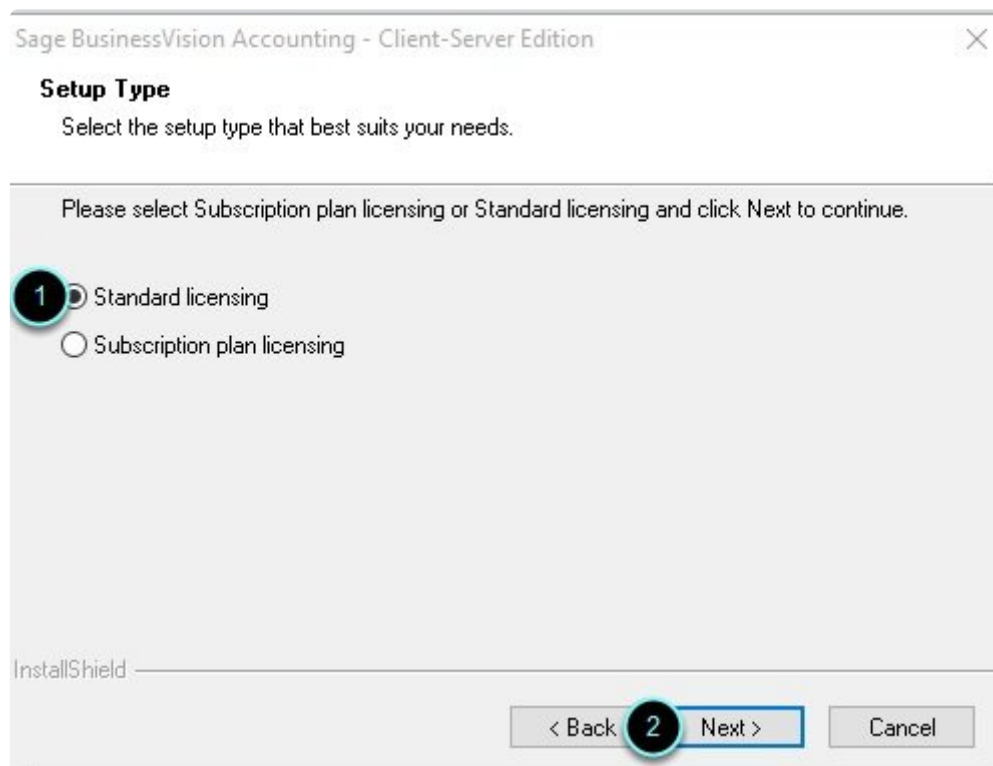 Sage BusinessVision Accounting - Client-Server Edition
Setup Type
Select the setup type that best suits your needs.
Please select Subscription plan licensing or Standard licensing and click Next to continue.
1 Standard licensing
Subscription plan licensing
InstallShield
< Back 2 Next > Cancel